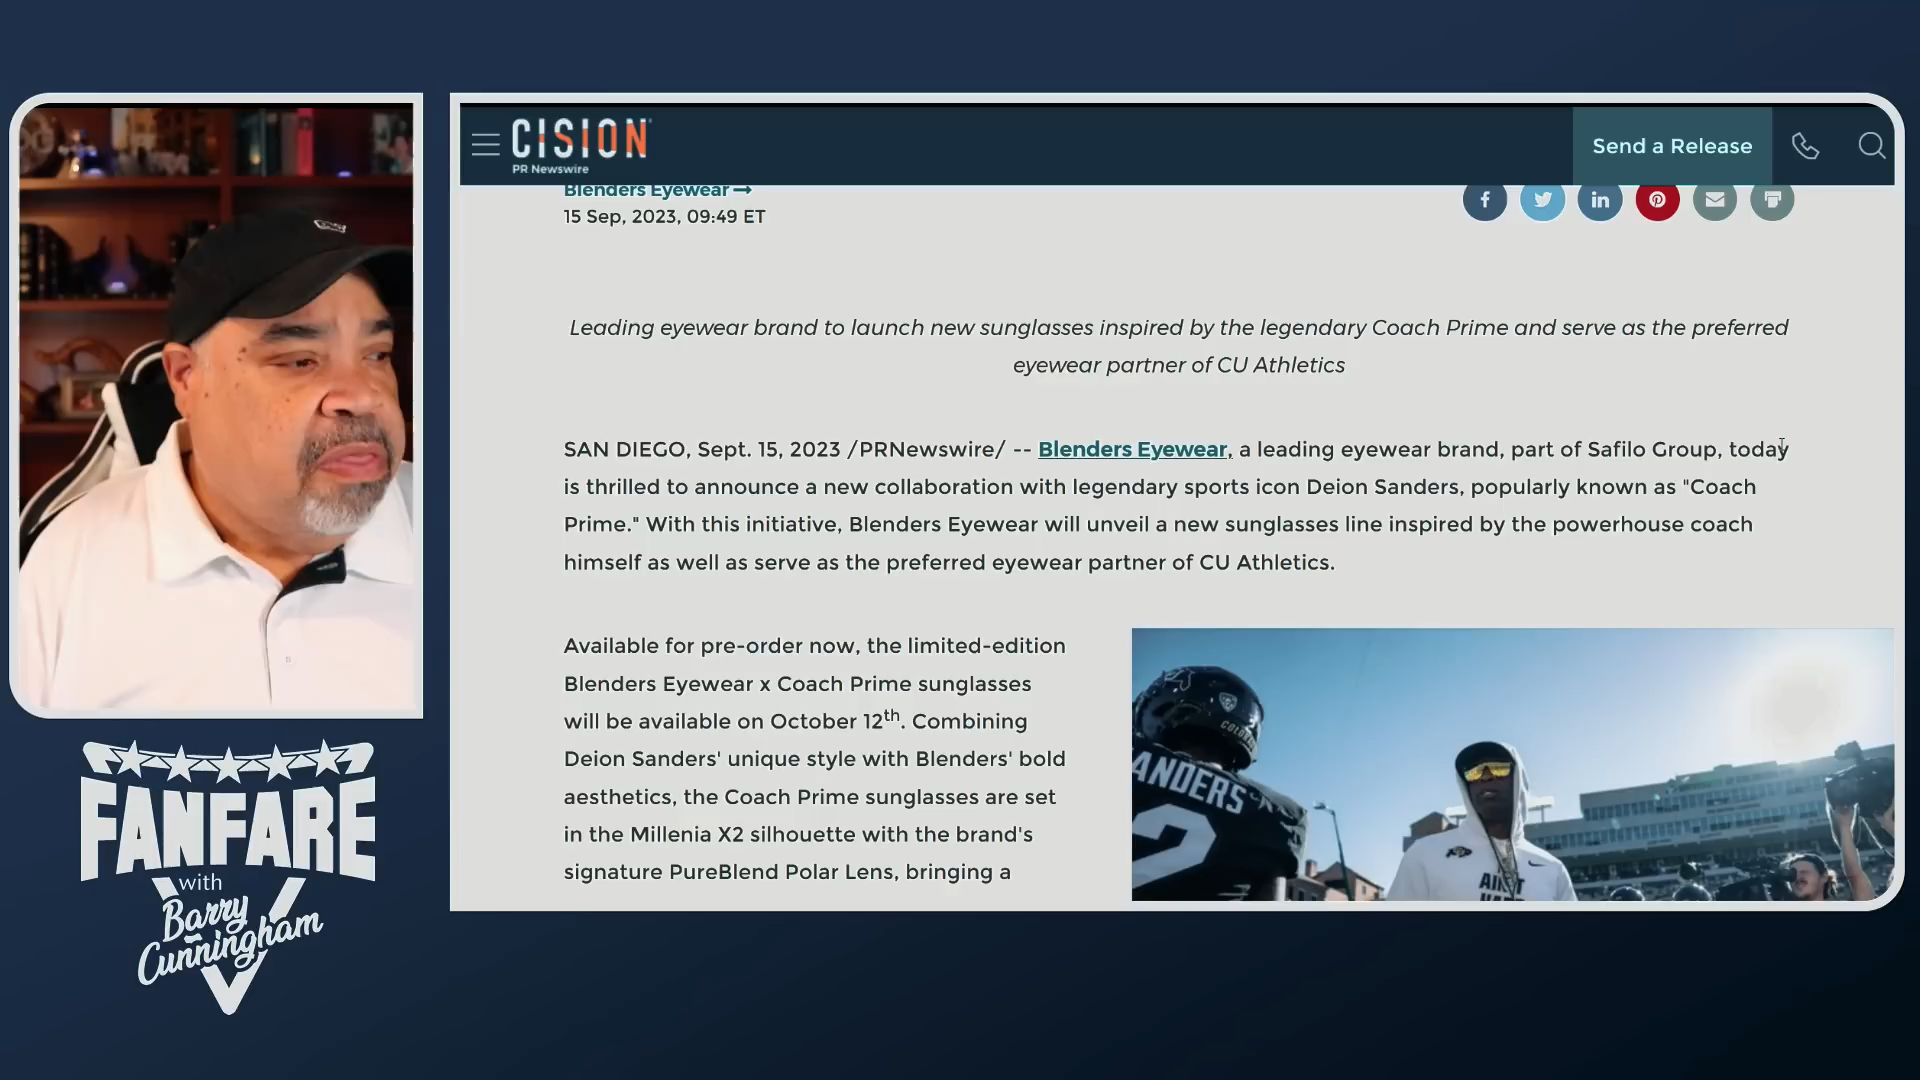 CISION
PR Newswire
Send a Release
Blenders Eyewear
15 Sep, 2023, 09:49 ET
Leading eyewear brand to launch new sunglasses inspired by the legendary Coach Prime and serve as the preferred
eyewear partner of CU Athletics
SAN DIEGO, Sept. 15, 2023 /PRNewswire/ -- Blenders Eyewear, a leading eyewear brand, part of Safilo Group, today
is thrilled to announce a new collaboration with legendary sports icon Deion Sanders, popularly known as "Coach
Prime." With this initiative, Blenders Eyewear will unveil a new sunglasses line inspired by the powerhouse coach
himself as well as serve as the preferred eyewear partner of CU Athletics.
Available for pre-order now, the limited-edition
Blenders Eyewear x Coach Prime sunglasses
will be available on October 12th. Combining
Deion Sanders' unique style with Blenders' bold
aesthetics, the Coach Prime sunglasses are set
in the Millenia X2 silhouette with the brand's
signature PureBlend Polar Lens, bringing a
ANDERS
2
FANFARE
with
Barry
Cunningham